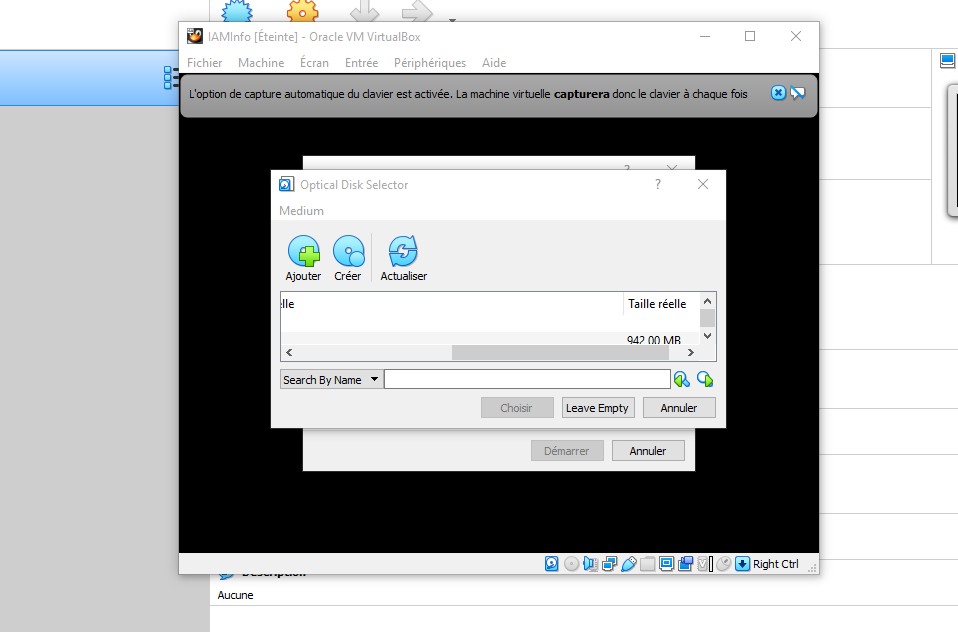 IAMInfo [Éteinte] - Oracle VM VirtualBox
Fichier Machine Écran Entrée Périphériques Aide
L'option de capture automatique du clavier est activée. La machine virtuelle capturera donc le clavier à chaque fois
?
Optical Disk Selector ?
Medium
Ajouter Créer Actualiser
elle Taille réelle
942,00 MB
Search By Name
Choisir Leave Empty Annuler
Démarrer Annuler
Right Ctrl
Description
Aucune